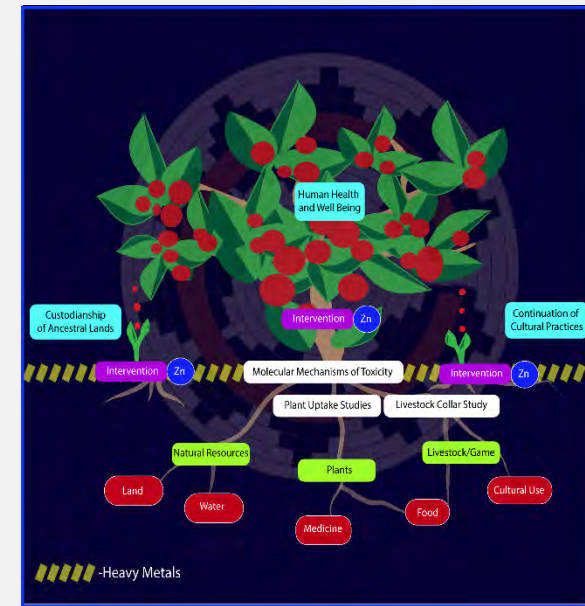 Human Health
and Well Being
Custodianship
of Ancestral Lands
Intervention
Zn
Continuation of
Cultural Practices
Intervention
Zn
Molecular Mechanisms of Toxicity
Intervention
Zn
Plant Uptake Studies
Livestock Collar Study
Natural Resources
Plants
Livestock/Game
Land
Water
Medicine
Food
Cultural Use
-Heavy Metals